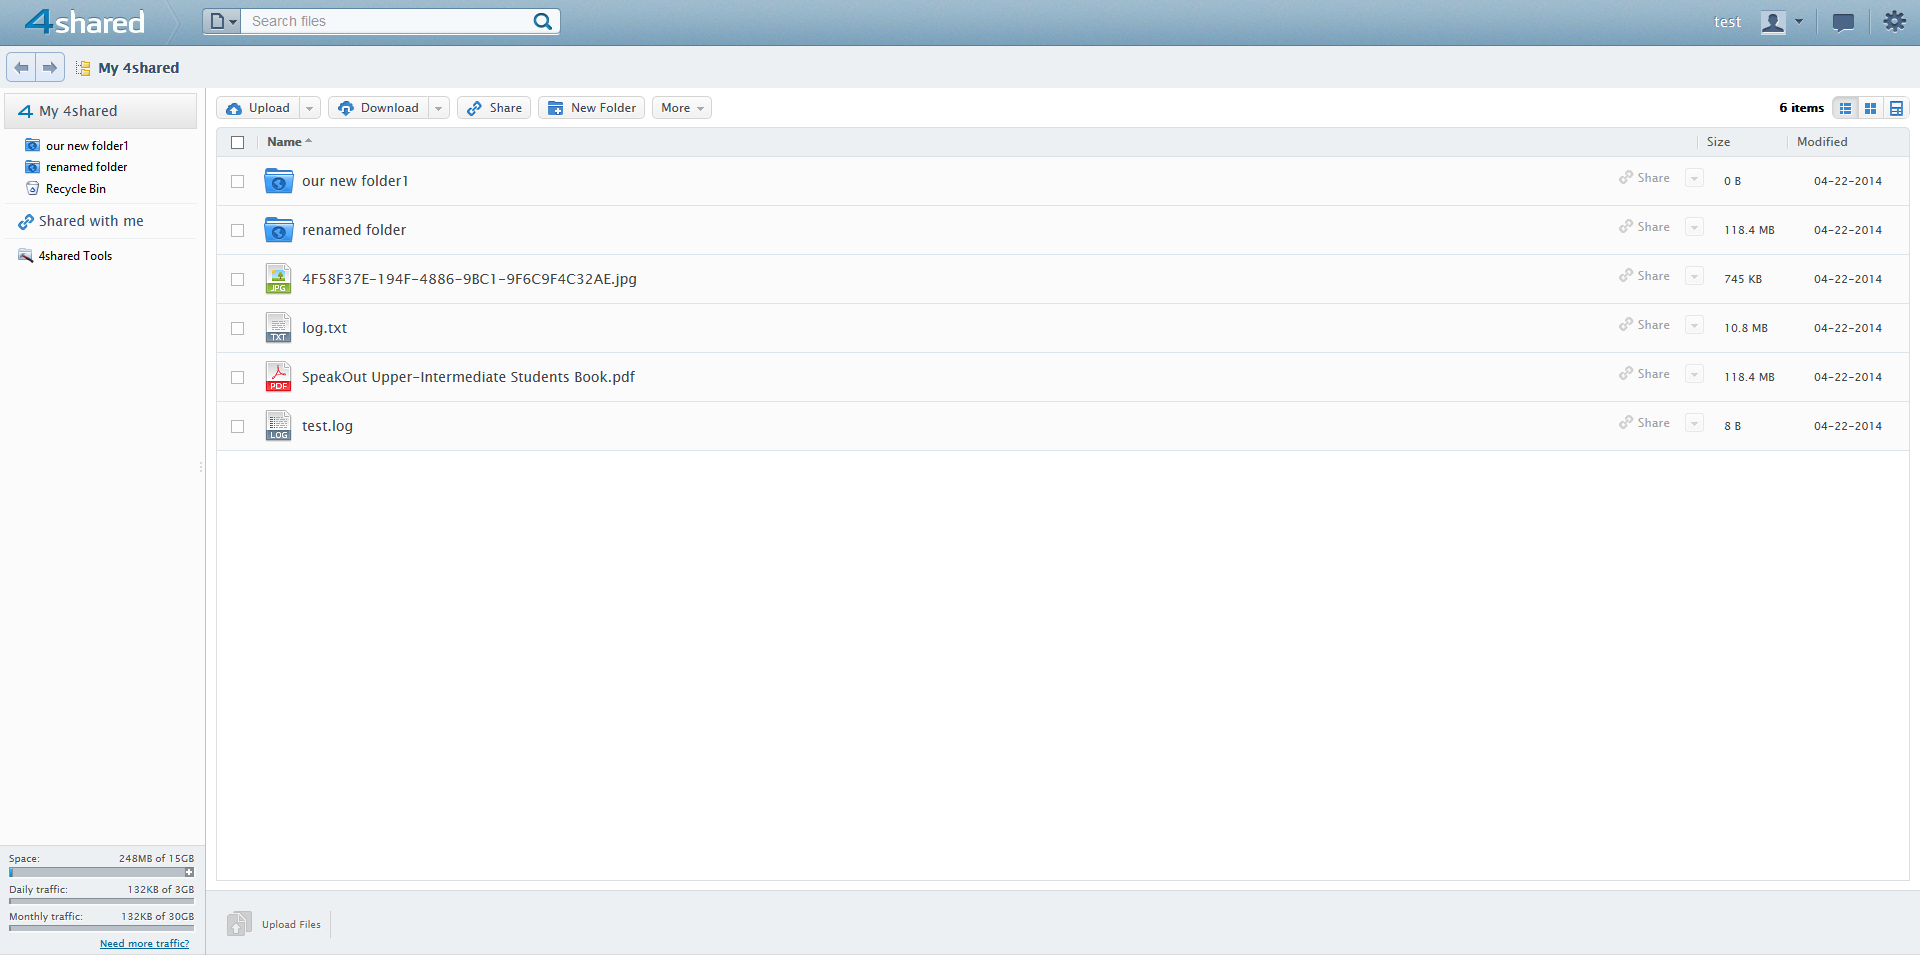 4shared
Search files
test
My 4shared
My 4shared
our new folder1
renamed folder
Recycle Bin
Shared with me
4shared Tools
Upload Download Share New Folder More
6 items
Name Size Modified
our new folder1 Share 0 B 04-22-2014
renamed folder Share 118.4 MB 04-22-2014
JPG 4F58F37E-194F-4886-9BC1-9F6C9F4C32AE.jpg Share 745 KB 04-22-2014
TXT log.txt Share 10.8 MB 04-22-2014
PDF SpeakOut Upper-Intermediate Students Book.pdf Share 118.4 MB 04-22-2014
LOG test.log Share 8 B 04-22-2014
Space: 248MB of 15GB
Daily traffic: 132KB of 3GB
Monthly traffic: 132KB of 30GB
Need more traffic?
Upload Files